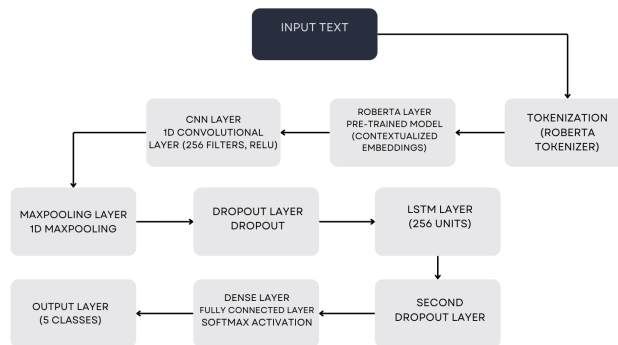 INPUT TEXT
TOKENIZATION
(ROBERTA
TOKENIZER)
ROBERTA LAYER
PRE-TRAINED MODEL
(CONTEXTUALIZED
EMBEDDINGS)
CNN LAYER
1D CONVOLUTIONAL
LAYER (256 FILTERS, RELU)
MAXPOOLING LAYER
1D MAXPOOLING
DROPOUT LAYER
DROPOUT
LSTM LAYER
(256 UNITS)
SECOND
DROPOUT LAYER
DENSE LAYER
FULLY CONNECTED LAYER
SOFTMAX ACTIVATION
OUTPUT LAYER
(5 CLASSES)